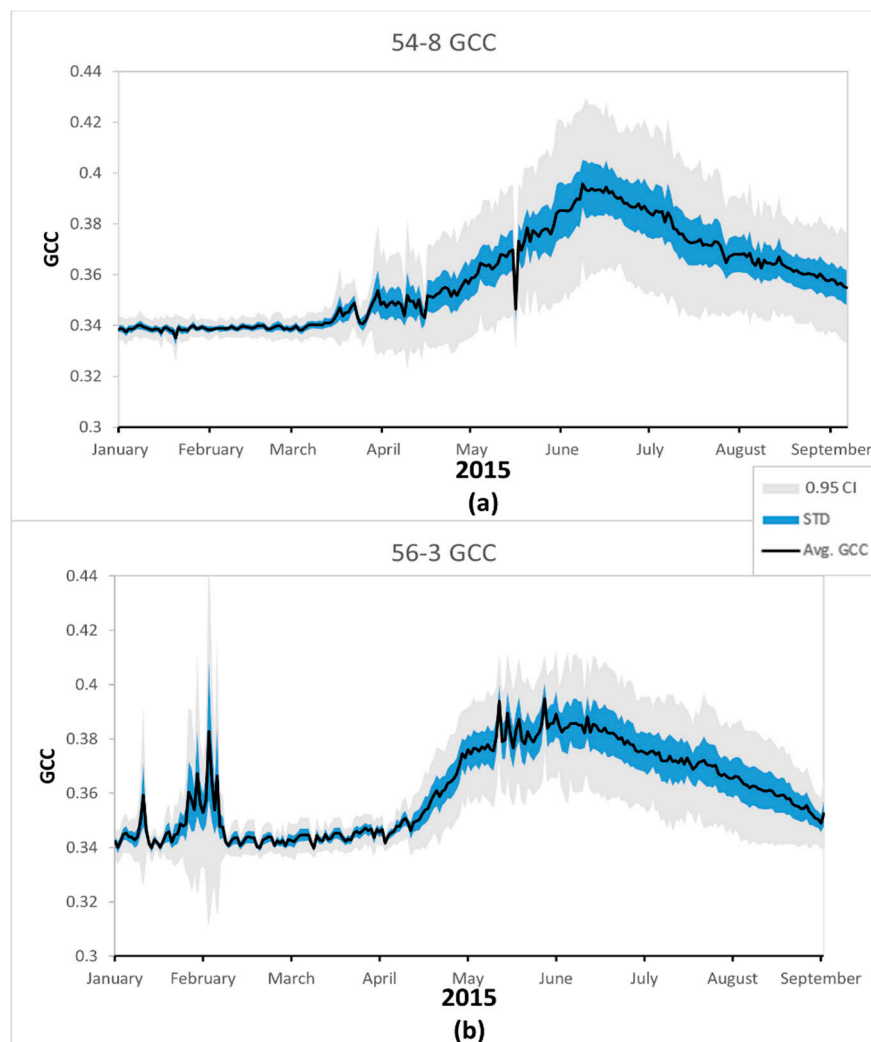 54-8 GCC
0.44
0.42
0.4
0.38
0.36
0.34
0.32
0.3
GCC
January February March April May June July August September
2015
(a)
0.95 CI
STD
Avg. GCC
56-3 GCC
0.44
0.42
0.4
0.38
0.36
0.34
0.32
0.3
GCC
January February March April May June July August September
2015
(b)